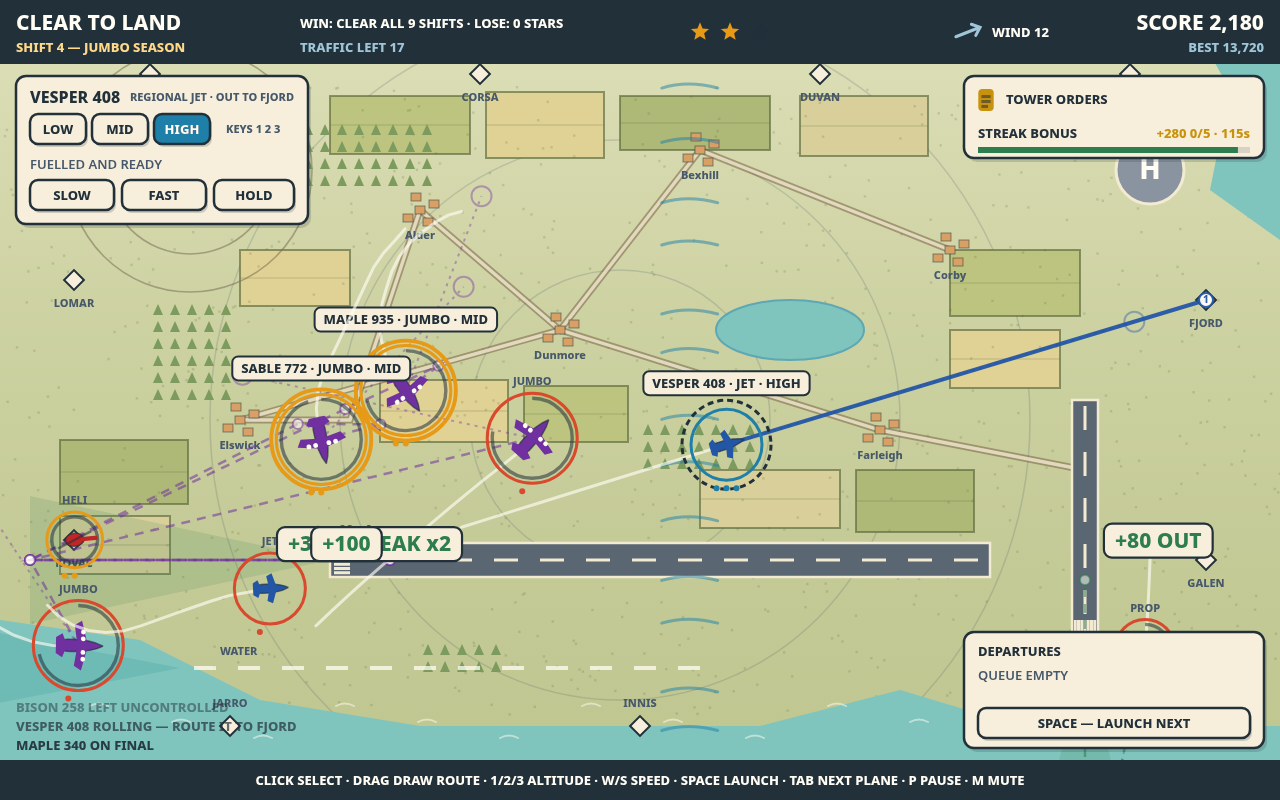 CLEAR TO LAND
SHIFT 4 — JUMBO SEASON
WIN: CLEAR ALL 9 SHIFTS · LOSE: 0 STARS
TRAFFIC LEFT 17
WIND 12
SCORE 2,180
BEST 13,720
VESPER 408 REGIONAL JET · OUT TO FJORD
LOW MID HIGH KEYS 1 2 3
FUELLED AND READY
SLOW FAST HOLD
CORSA
DUVAN
TOWER ORDERS
STREAK BONUS +280 0/5 · 115s
H
Bexhill
Alder
Corby
LOMAR
1
FJORD
MAPLE 935 · JUMBO · MID
Dunmore
SABLE 772 · JUMBO · MID
JUMBO
VESPER 408 · JET · HIGH
Elswick
Farleigh
HELI
JET
+3
+100
EAK x2
+80 OUT
GALEN
JUMBO
PROP
WATER
DEPARTURES
QUEUE EMPTY
SPACE — LAUNCH NEXT
JARRO
INNIS
BISON 258 LEFT UNCONTROLLED
VESPER 408 ROLLING — ROUTE IT TO FJORD
MAPLE 340 ON FINAL
CLICK SELECT · DRAG DRAW ROUTE · 1/2/3 ALTITUDE · W/S SPEED · SPACE LAUNCH · TAB NEXT PLANE · P PAUSE · M MUTE